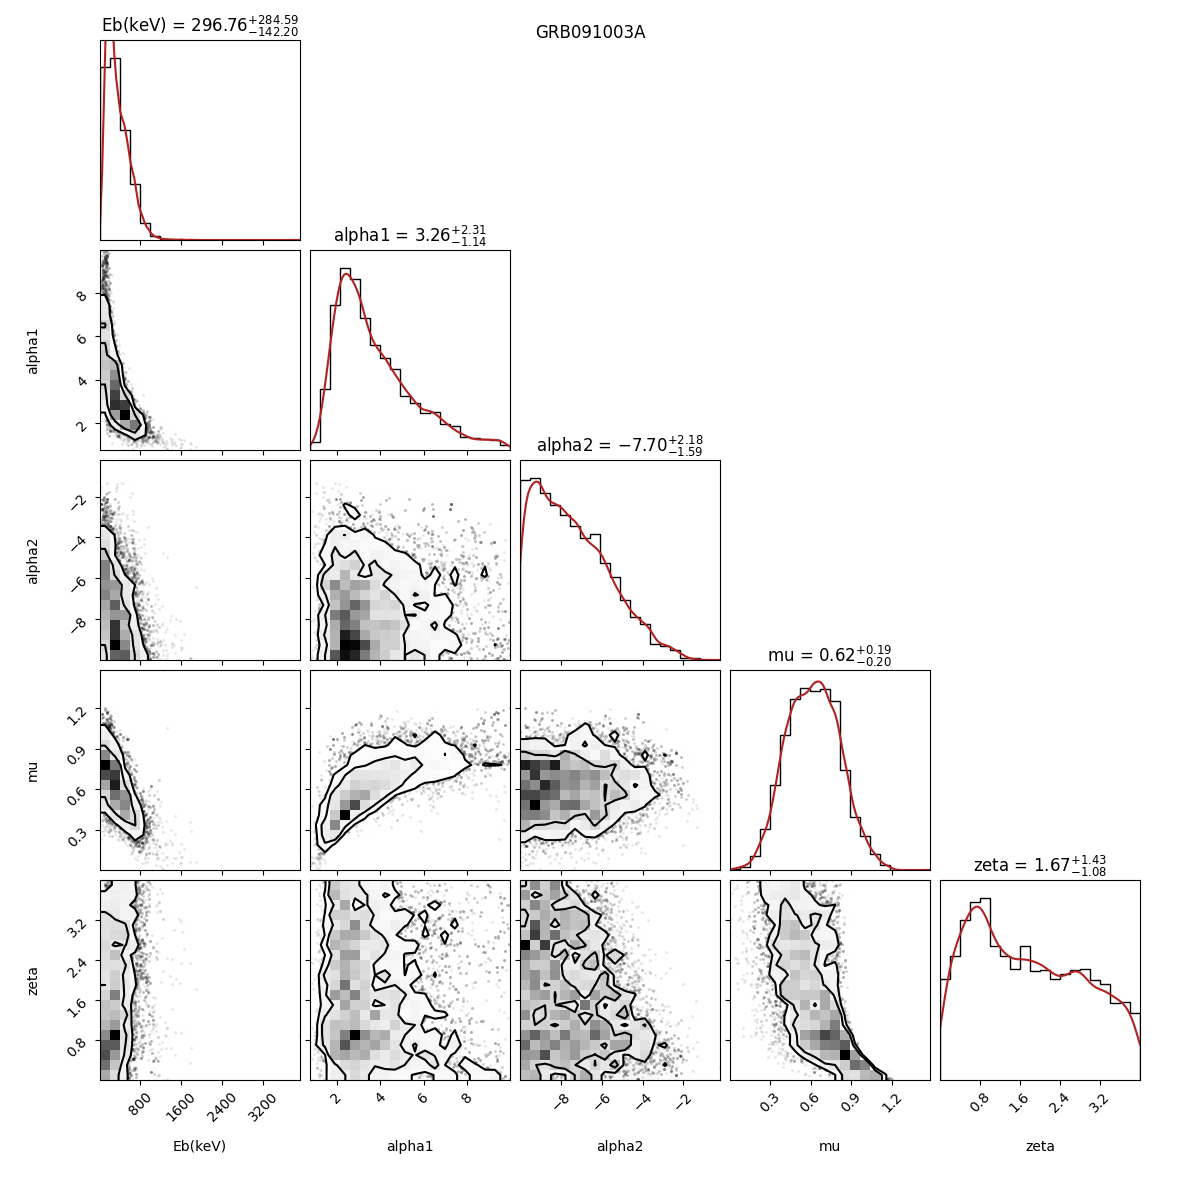 GRB091003A
Eb(keV) = 296.76+284.59−142.20
alpha1 = 3.26+2.31−1.14
alpha1
8
6
4
2
alpha2 = −7.70+2.18−1.59
alpha2
−2
−4
−6
−8
mu = 0.62+0.19−0.20
mu
1.2
0.9
0.6
0.3
zeta = 1.67+1.43−1.08
zeta
3.2
2.4
1.6
0.8
800 1600 2400 3200 2 4 6 8 −8 −6 −4 −2 0.3 0.6 0.9 1.2 0.8 1.6 2.4 3.2
Eb(keV) alpha1 alpha2 mu zeta